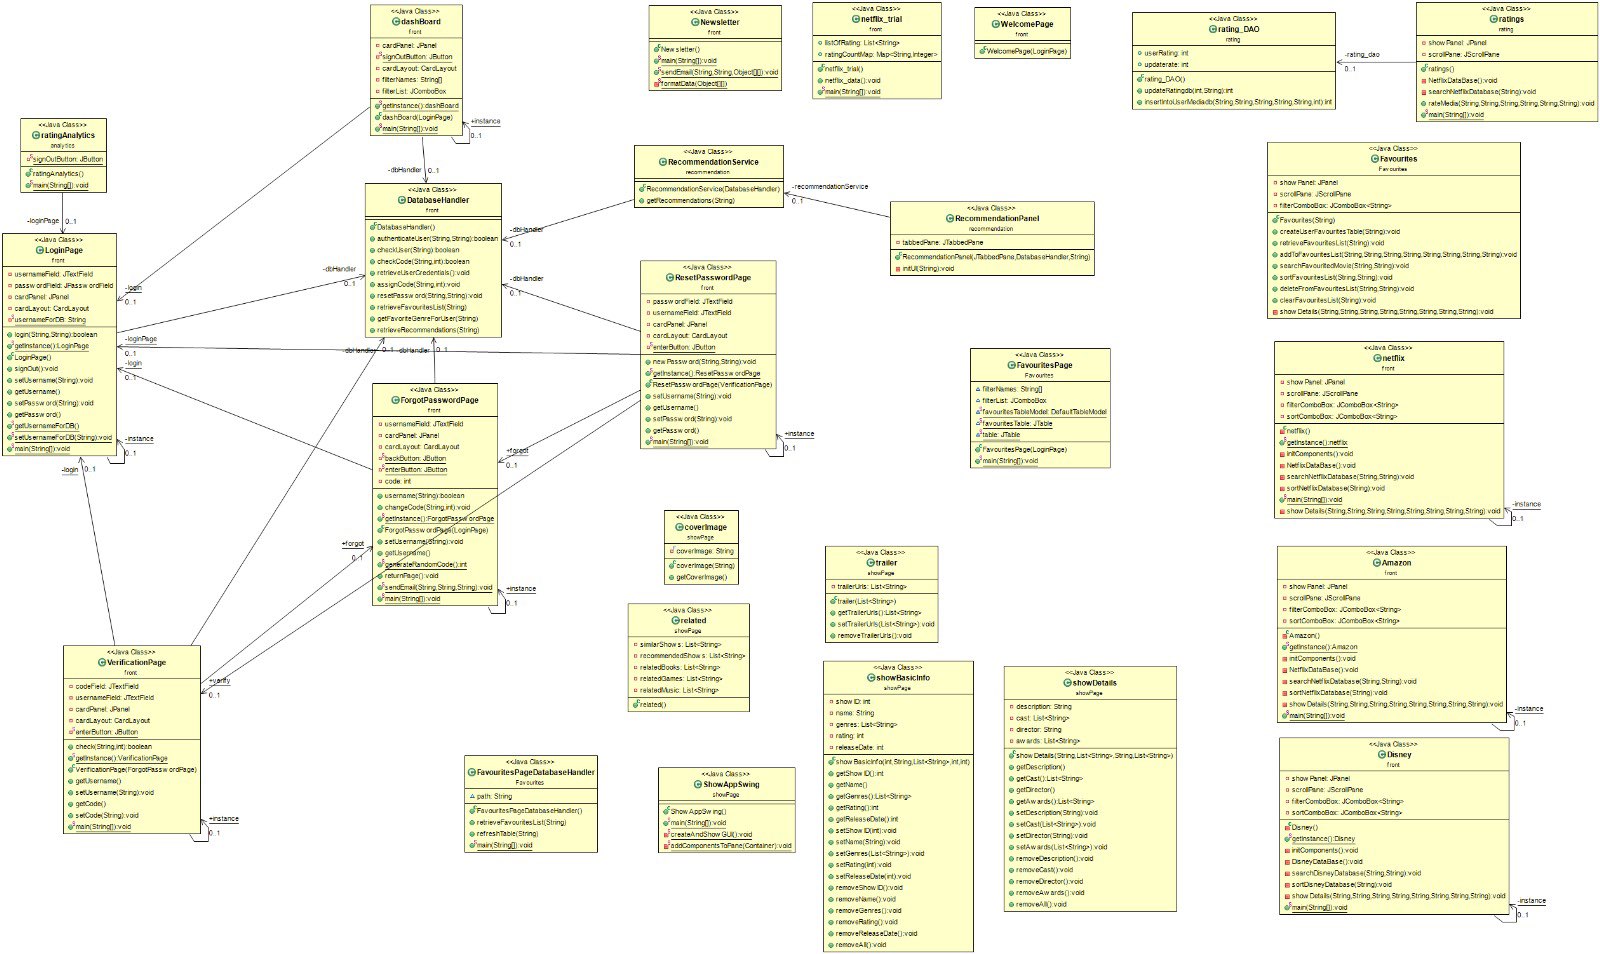 <<Java Class>>
dashBoard
front
cardPanel: JPanel
signOutButton: JButton
cardLayout: CardLayout
filterNames: String[]
filterList: JComboBox
getInstance():dashBoard
dashBoard(LoginPage)
main(String[]):void
+instance
0..1
<<Java Class>>
Newsletter
front
Newsletter()
main(String[]):void
sendEmail(String,String,Object[][]):void
formatData(Object[][])
<<Java Class>>
netflix_trial
front
listOfRating: List<String>
ratingCountMap: Map<String,Integer>
netflix_trial()
netflix_data():void
main(String[]):void
<<Java Class>>
WelcomePage
front
WelcomePage(LoginPage)
<<Java Class>>
rating_DAO
rating
userRating: int
updaterate: int
rating_DAO()
updateRatingdb(int,String):int
insertIntoUserMediadb(String,String,String,String,String,int):int
-rating_dao
0..1
<<Java Class>>
ratings
rating
showPanel: JPanel
scrollPane: JScrollPane
ratings()
NetflixDataBase():void
searchNetflixDatabase(String):void
rateMedia(String,String,String,String,String,String):void
main(String[]):void
<<Java Class>>
ratingAnalytics
analytics
signOutButton: JButton
ratingAnalytics()
main(String[]):void
-loginPage
0..1
<<Java Class>>
LoginPage
front
usernameField: JTextField
passwordField: JPasswordField
cardPanel: JPanel
cardLayout: CardLayout
usernameForDB: String
login(String,String):boolean
getInstance():LoginPage
LoginPage()
signOut():void
setUsername(String):void
getUsername()
setPassword(String):void
getPassword()
getUsernameForDB()
setUsernameForDB(String):void
main(String[]):void
-instance
0..1
-login
0..1
-loginPage
0..1
-login
0..1
-login
0..1
-dbHandler
0..1
<<Java Class>>
DatabaseHandler
front
DatabaseHandler()
authenticateUser(String,String):boolean
checkUser(String):boolean
checkCode(String,int):boolean
retrieveUserCredentials():void
assignCode(String,int):void
resetPassword(String,String):void
retrieveFavouritesList(String)
getFavoriteGenreForUser(String)
retrieveRecommendations(String)
-dbHandler
0..1
-dbHandler
0..1
-dbHandler
0..1
-dbHandler
0..1
-dbHandler
0..1
<<Java Class>>
RecommendationService
recommendation
RecommendationService(DatabaseHandler)
getRecommendations(String)
-recommendationService
0..1
<<Java Class>>
RecommendationPanel
recommendation
tabbedPane: JTabbedPane
RecommendationPanel(JTabbedPane,DatabaseHandler,String)
initUI(String):void
<<Java Class>>
Favourites
Favourites
showPanel: JPanel
scrollPane: JScrollPane
filterComboBox: JComboBox<String>
Favourites(String)
createUserFavouritesTable(String):void
retrieveFavouritesList(String):void
addToFavouritesList(String,String,String,String,String,String,String,String):void
searchFavouritedMovie(String,String):void
sortFavouritesList(String,String):void
deleteFromFavouritesList(String,String):void
clearFavouritesList(String):void
showDetails(String,String,String,String,String,String,String,String):void
<<Java Class>>
ResetPasswordPage
front
passwordField: JTextField
usernameField: JTextField
cardPanel: JPanel
cardLayout: CardLayout
enterButton: JButton
newPassword(String,String):void
getInstance():ResetPasswordPage
ResetPasswordPage(VerificationPage)
setUsername(String):void
getUsername()
setPassword(String):void
getPassword()
main(String[]):void
+instance
0..1
<<Java Class>>
ForgotPasswordPage
front
usernameField: JTextField
cardPanel: JPanel
cardLayout: CardLayout
backButton: JButton
enterButton: JButton
code: int
username(String):boolean
changeCode(String,int):void
getInstance():ForgotPasswordPage
ForgotPasswordPage(LoginPage)
setUsername(String):void
getUsername()
generateRandomCode():int
returnPage():void
sendEmail(String,String,String):void
main(String[]):void
+instance
0..1
+forgot
0..1
+forgot
0..1
<<Java Class>>
FavouritesPage
Favourites
filterNames: String[]
filterList: JComboBox
favouritesTableModel: DefaultTableModel
favouritesTable: JTable
table: JTable
FavouritesPage(LoginPage)
main(String[]):void
<<Java Class>>
netflix
front
showPanel: JPanel
scrollPane: JScrollPane
filterComboBox: JComboBox<String>
sortComboBox: JComboBox<String>
netflix()
getInstance():netflix
initComponents():void
NetflixDataBase():void
searchNetflixDatabase(String,String):void
sortNetflixDatabase(String):void
main(String[]):void
showDetails(String,String,String,String,String,String,String,String):void
-instance
0..1
<<Java Class>>
coverImage
showPage
coverImage: String
coverImage(String)
getCoverImage()
<<Java Class>>
related
showPage
similarShows: List<String>
recommendedShows: List<String>
relatedBooks: List<String>
relatedGames: List<String>
relatedMusic: List<String>
related()
<<Java Class>>
trailer
showPage
trailerUrls: List<String>
trailer(List<String>)
getTrailerUrls():List<String>
setTrailerUrls(List<String>):void
removeTrailerUrls():void
<<Java Class>>
Amazon
front
showPanel: JPanel
scrollPane: JScrollPane
filterComboBox: JComboBox<String>
sortComboBox: JComboBox<String>
Amazon()
getInstance():Amazon
initComponents():void
NetflixDataBase():void
searchNetflixDatabase(String,String):void
sortNetflixDatabase(String):void
showDetails(String,String,String,String,String,String,String,String):void
main(String[]):void
-instance
0..1
<<Java Class>>
VerificationPage
front
codeField: JTextField
usernameField: JTextField
cardPanel: JPanel
cardLayout: CardLayout
enterButton: JButton
check(String,int):boolean
getInstance():VerificationPage
VerificationPage(ForgotPasswordPage)
getUsername()
setUsername(String):void
getCode()
setCode(String):void
main(String[]):void
+verify
0..1
+instance
0..1
<<Java Class>>
showBasicInfo
showPage
showID: int
name: String
genres: List<String>
rating: int
releaseDate: int
showBasicInfo(int,String,List<String>,int,int)
getShowID():int
getName()
getGenres():List<String>
getRating():int
getReleaseDate():int
setShowID(int):void
setName(String):void
setGenres(List<String>):void
setRating(int):void
setReleaseDate(int):void
removeShowID():void
removeName():void
removeGenres():void
removeRating():void
removeReleaseDate():void
removeAll():void
<<Java Class>>
showDetails
showPage
description: String
cast: List<String>
director: String
awards: List<String>
showDetails(String,List<String>,String,List<String>)
getDescription()
getCast():List<String>
getDirector()
getAwards():List<String>
setDescription(String):void
setCast(List<String>):void
setDirector(String):void
setAwards(List<String>):void
removeDescription():void
removeCast():void
removeDirector():void
removeAwards():void
removeAll():void
<<Java Class>>
FavouritesPageDatabaseHandler
Favourites
path: String
FavouritesPageDatabaseHandler()
retrieveFavouritesList(String)
refreshTable(String)
main(String[]):void
<<Java Class>>
ShowAppSwing
showPage
ShowAppSwing()
main(String[]):void
createAndShowGUI():void
addComponentsToPane(Container):void
<<Java Class>>
Disney
front
showPanel: JPanel
scrollPane: JScrollPane
filterComboBox: JComboBox<String>
sortComboBox: JComboBox<String>
Disney()
getInstance():Disney
initComponents():void
DisneyDataBase():void
searchDisneyDatabase(String,String):void
sortDisneyDatabase(String):void
showDetails(String,String,String,String,String,String,String,String):void
main(String[]):void
-instance
0..1